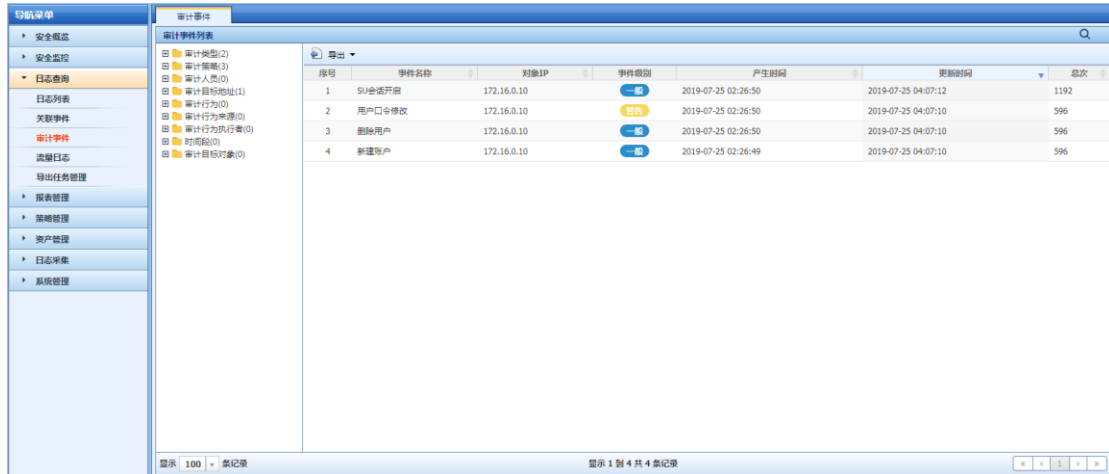 导航菜单
安全概览
安全监控
日志查询
日志列表
关联事件
审计事件
流量日志
导出任务管理
报表管理
策略管理
资产管理
日志采集
系统管理
审计事件
审计事件列表
审计类型(2)
审计策略(3)
审计人员(0)
审计目标地址(1)
审计行为(0)
审计行为来源(0)
审计行为执行者(0)
时间段(0)
审计目标对象(0)
导出
序号 事件名称 对象IP 事件级别 产生时间 更新时间 总次
1 SU会话开启 172.16.0.10 一般 2019-07-25 02:26:50 2019-07-25 04:07:12 1192
2 用户口令修改 172.16.0.10 警告 2019-07-25 02:26:50 2019-07-25 04:07:10 596
3 删除用户 172.16.0.10 一般 2019-07-25 02:26:50 2019-07-25 04:07:10 596
4 新建账户 172.16.0.10 一般 2019-07-25 02:26:49 2019-07-25 04:07:10 596
显示 100 条记录 显示 1 到 4 共 4 条记录 « ‹ 1 › »